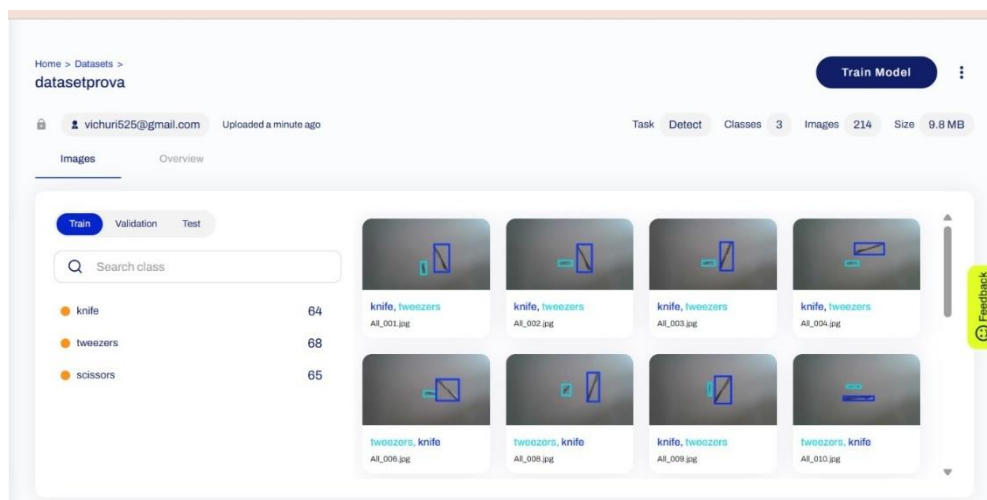 Home > Datasets >
datasetprova
Train Model
vichuri525@gmail.com Uploaded a minute ago
Task Detect Classes 3 Images 214 Size 9.8 MB
Images Overview
Train Validation Test
Search class
knife 64
tweezers 68
scissors 65
knife, tweezers
All_001.jpg
knife, tweezers
All_002.jpg
knife, tweezers
All_003.jpg
knife, tweezers
All_004.jpg
tweezers, knife
All_006.jpg
tweezers, knife
All_008.jpg
knife, tweezers
All_009.jpg
tweezers, knife
All_010.jpg
Feedback